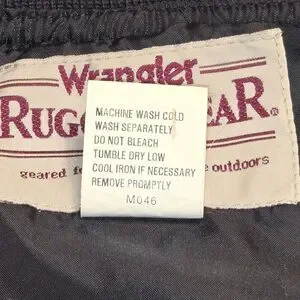 Wrangler
RUG EAR®
geared f e outdoors
MACHINE WASH COLD
WASH SEPARATELY
DO NOT BLEACH
TUMBLE DRY LOW
COOL IRON IF NECESSARY
REMOVE PROMPTLY
M046